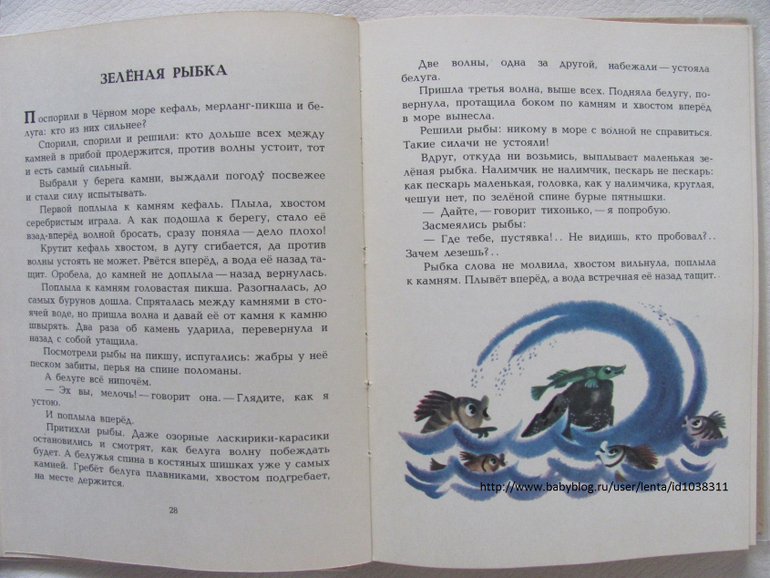 ЗЕЛЁНАЯ РЫБКА
Поспорили в Чёрном море кефаль, мерланг-пикша и бе-
луга: кто из них сильнее?
Спорили, спорили и решили: кто дольше всех между
камней в прибой продержится, против волны устоит, тот
и есть самый сильный.
Выбрали у берега камни, выждали погоду посвежее
и стали силу испытывать.
Первой поплыла к камням кефаль. Плыла, хвостом
серебристым играла. А как подошла к берегу, стало её
взад-вперёд волной бросать, сразу поняла — дело плохо!
Крутит кефаль хвостом, в дугу сгибается, да против
волны устоять не может. Рвётся вперёд, а вода её назад та-
щит. Оробела, до камней не доплыла — назад вернулась.
Поплыла к камням головастая пикша. Разогналась, до
самых бурунов дошла. Спряталась между камнями в сто-
ячей воде, но пришла волна и давай её от камня к камню
швырять. Два раза об камень ударила, перевернула и
назад с собой утащила.
Посмотрели рыбы на пикшу, испугались: жабры у неё
песком забиты, перья на спине поломаны.
А белуге всё нипочём.
— Эх вы, мелочь! — говорит она. — Глядите, как я
устою.
И поплыла вперёд.
Притихли рыбы. Даже озорные ласкирики-карасики
остановились и смотрят, как белуга волну побеждать
будет. А белужья спина в костяных шишках уже у самых
камней. Гребёт белуга плавниками, хвостом подгребает,
на месте держится.
28
Две волны, одна за другой, набежали — устояла
белуга.
Пришла третья волна, выше всех. Подняла белугу, по-
вернула, протащила боком по камням и хвостом вперёд
в море вынесла.
Решили рыбы: никому в море с волной не справиться.
Такие силачи не устояли!
Вдруг, откуда ни возьмись, выплывает маленькая зе-
лёная рыбка. Налимчик не налимчик, пескарь не пескарь:
как пескарь маленькая, головка, как у налимчика, круглая,
чешуи нет, по зелёной спине бурые пятнышки.
— Дайте, — говорит тихонько, — я попробую.
Засмеялись рыбы:
— Где тебе, пустявка!.. Не видишь, кто пробовал?..
Зачем лезешь?..
Рыбка слова не молвила, хвостом вильнула, поплыла
к камням. Плывёт вперёд, а вода встречная её назад тащит.
http://www.babyblog.ru/user/lenta/id1038311